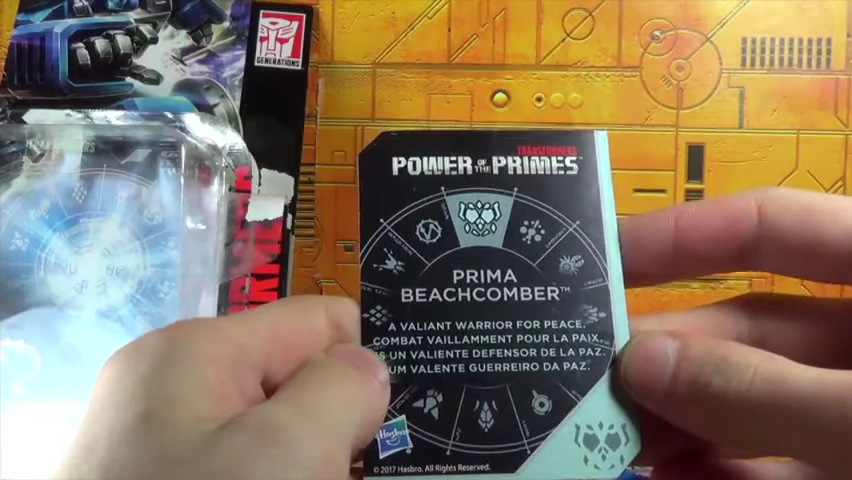 GENERATIONS
TRANSFORMERS
POWER OF THE PRIMES™
PRIMA
BEACHCOMBER™
A VALIANT WARRIOR FOR PEACE.
COMBAT VAILLAMMENT POUR LA PAIX.
UN VALIENTE DEFENSOR DE LA PAZ.
UM VALENTE GUERREIRO DA PAZ.
Hasbro
© 2017 Hasbro. All Rights Reserved.